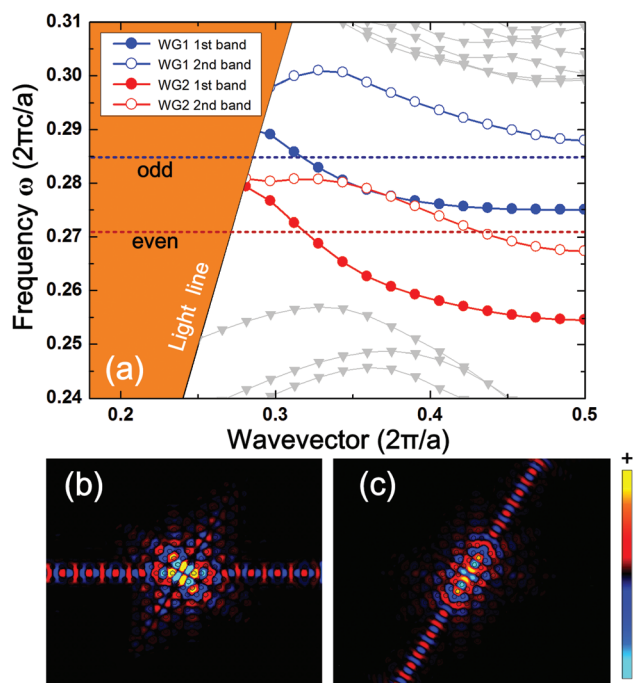 0.31
0.30
0.29
0.28
0.27
0.26
0.25
0.24
Frequency ω (2πc/a)
WG1 1st band
WG1 2nd band
WG2 1st band
WG2 2nd band
odd
even
Light line
(a)
0.2 0.3 0.4 0.5
Wavevector (2π/a)
(b)
(c)
+
-